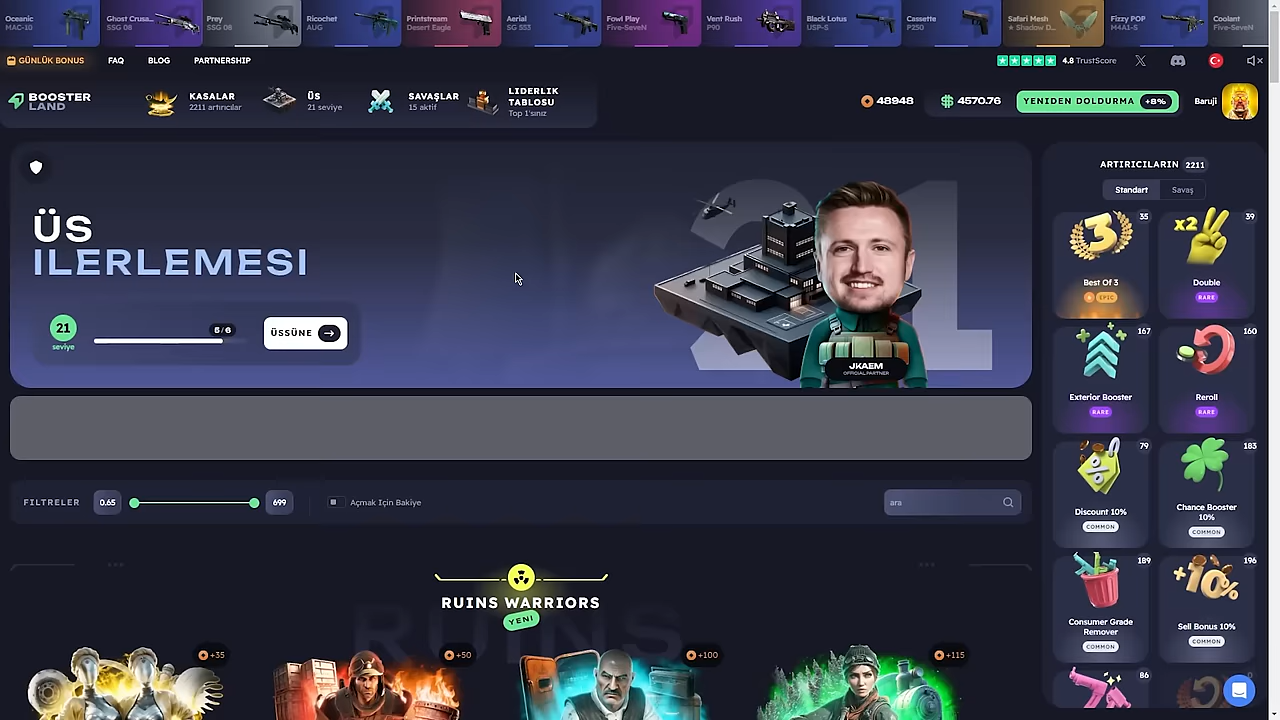 Oceanic
MAC-10
Ghost Crus...
SSG 08
Prey
SSG 08
Ricochet
AUG
Printstream
Desert Eagle
Aerial
SG 553
Fowl Play
Five-SeveN
Vent Rush
P90
Black Lotus
USP-S
Cassette
P250
Safari Mesh
★ Shadow D...
Fizzy POP
M4A1-S
Coolant
Five-SeveN
GÜNLÜK BONUS
FAQ
BLOG
PARTNERSHIP
4.8 TrustScore
BOOSTER
LAND
KASALAR
2211 artırıcılar
ÜS
21 seviye
SAVAŞLAR
15 aktif
LIDERLIK
TABLOSU
Top 1'sınız
48948
4570.76
YENIDEN DOLDURMA +8%
Baruji
ÜS
ILERLEMESI
21
seviye
5/6
ÜSSÜNE
21
JKAEM
OFFICIAL PARTNER
ARTIRICILARIN 2211
Standart
Savaş
35
Best Of 3
EPIC
x2
39
Double
RARE
167
Exterior Booster
RARE
160
Reroll
RARE
79
Discount 10%
COMMON
183
Chance Booster
10%
COMMON
189
Consumer Grade
Remover
COMMON
+10%
196
Sell Bonus 10%
COMMON
86
FILTRELER
0.65
699
Açmak Için Bakiye
ara
RUINS WARRIORS
YENI
RUINS
+35
+50
+100
+115